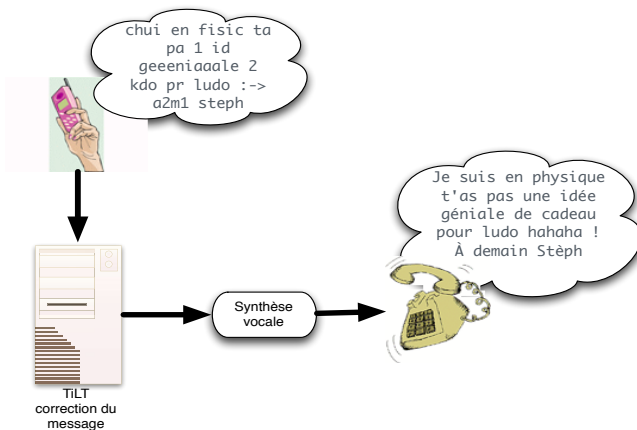 chui en fisic ta
pa 1 id
geeeniaaale 2
kdo pr ludo :->
a2m1 steph
Je suis en physique
t'as pas une idée
géniale de cadeau
pour ludo hahaha !
À demain Stèph
Synthèse
vocale
TiLT
correction du
message